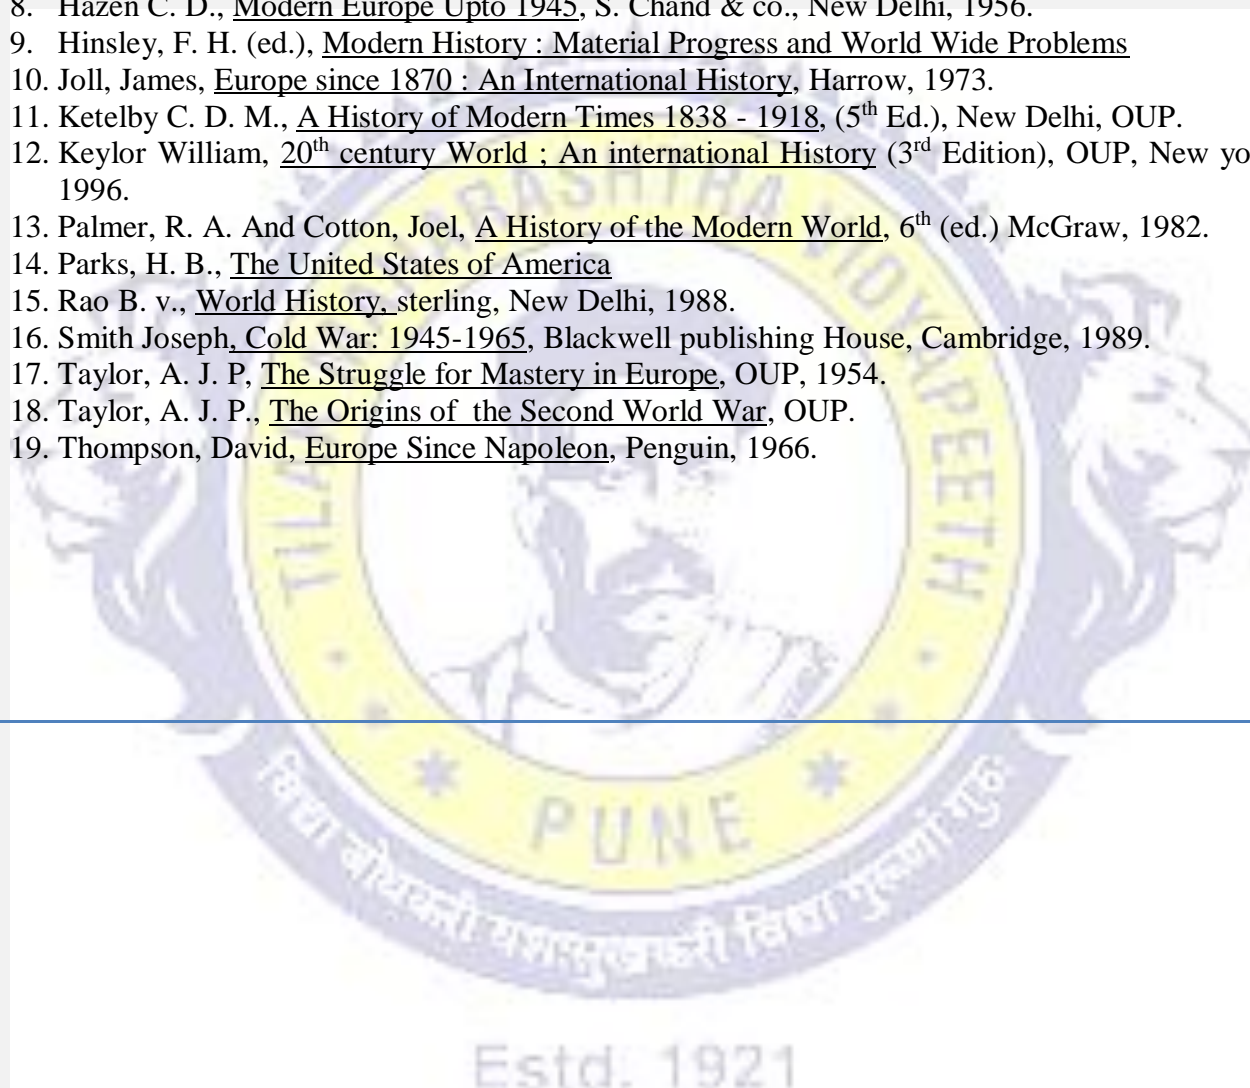 8. Hazen C. D., Modern Europe Upto 1945, S. Chand & co., New Delhi, 1956.
9. Hinsley, F. H. (ed.), Modern History : Material Progress and World Wide Problems
10. Joll, James, Europe since 1870 : An International History, Harrow, 1973.
11. Ketelby C. D. M., A History of Modern Times 1838 - 1918, (5th Ed.), New Delhi, OUP.
12. Keylor William, 20th century World ; An international History (3rd Edition), OUP, New yo
1996.
13. Palmer, R. A. And Cotton, Joel, A History of the Modern World, 6th (ed.) McGraw, 1982.
14. Parks, H. B., The United States of America
15. Rao B. v., World History, sterling, New Delhi, 1988.
16. Smith Joseph, Cold War: 1945-1965, Blackwell publishing House, Cambridge, 1989.
17. Taylor, A. J. P, The Struggle for Mastery in Europe, OUP, 1954.
18. Taylor, A. J. P., The Origins of the Second World War, OUP.
19. Thompson, David, Europe Since Napoleon, Penguin, 1966.
VIDYAPEETH
PUNE
Estd. 1921